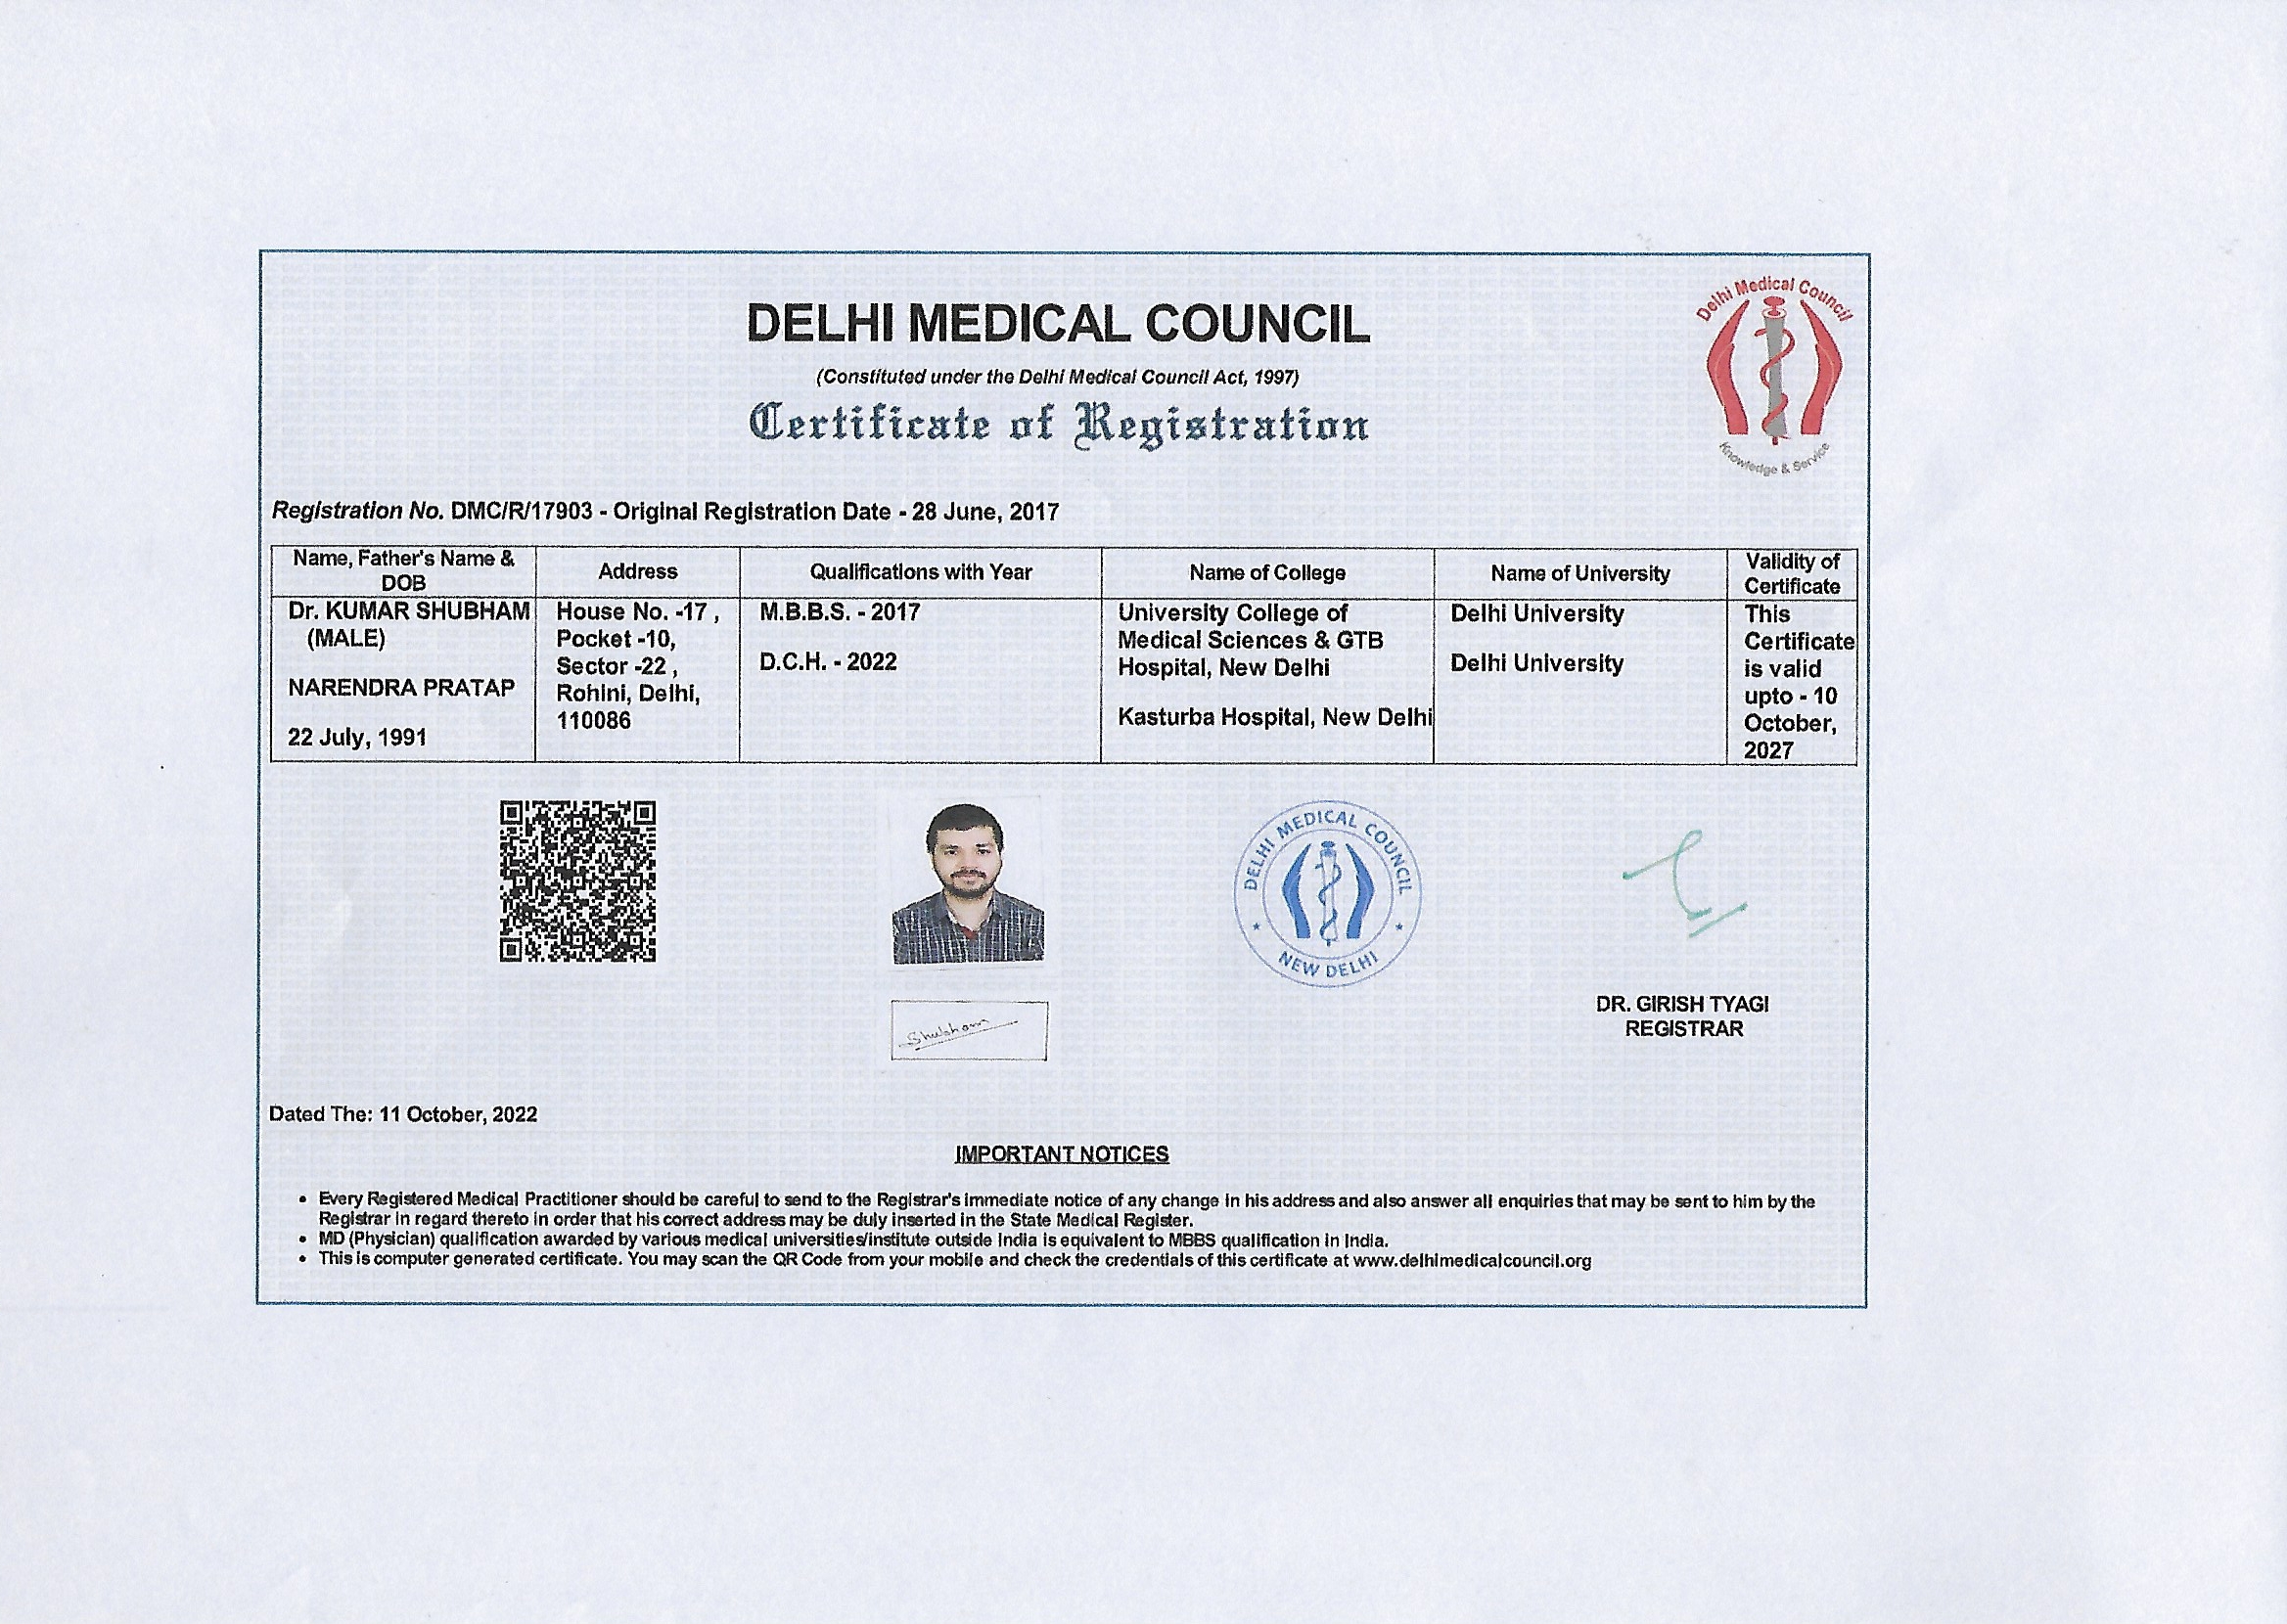 DELHI MEDICAL COUNCIL
(Constituted under the Delhi Medical Council Act, 1997)
Certificate of Registration
Delhi Medical Council
Knowledge & Service
Registration No. DMC/R/17903 - Original Registration Date - 28 June, 2017
Name, Father's Name &
DOB
Address
Qualifications with Year
Name of College
Name of University
Validity of
Certificate
Dr. KUMAR SHUBHAM
(MALE)
NARENDRA PRATAP
22 July, 1991
House No. -17 ,
Pocket -10,
Sector -22 ,
Rohini, Delhi,
110086
M.B.B.S. - 2017
D.C.H. - 2022
University College of
Medical Sciences & GTB
Hospital, New Delhi
Kasturba Hospital, New Delhi
Delhi University
Delhi University
This
Certificate
is valid
upto - 10
October,
2027
DELHI MEDICAL COUNCIL
NEW DELHI
Shubham
DR. GIRISH TYAGI
REGISTRAR
Dated The: 11 October, 2022
IMPORTANT NOTICES
• Every Registered Medical Practitioner should be careful to send to the Registrar's immediate notice of any change in his address and also answer all enquiries that may be sent to him by the
Registrar in regard thereto in order that his correct address may be duly inserted in the State Medical Register.
• MD (Physician) qualification awarded by various medical universities/institute outside India is equivalent to MBBS qualification in India.
• This is computer generated certificate. You may scan the QR Code from your mobile and check the credentials of this certificate at www.delhimedicalcouncil.org